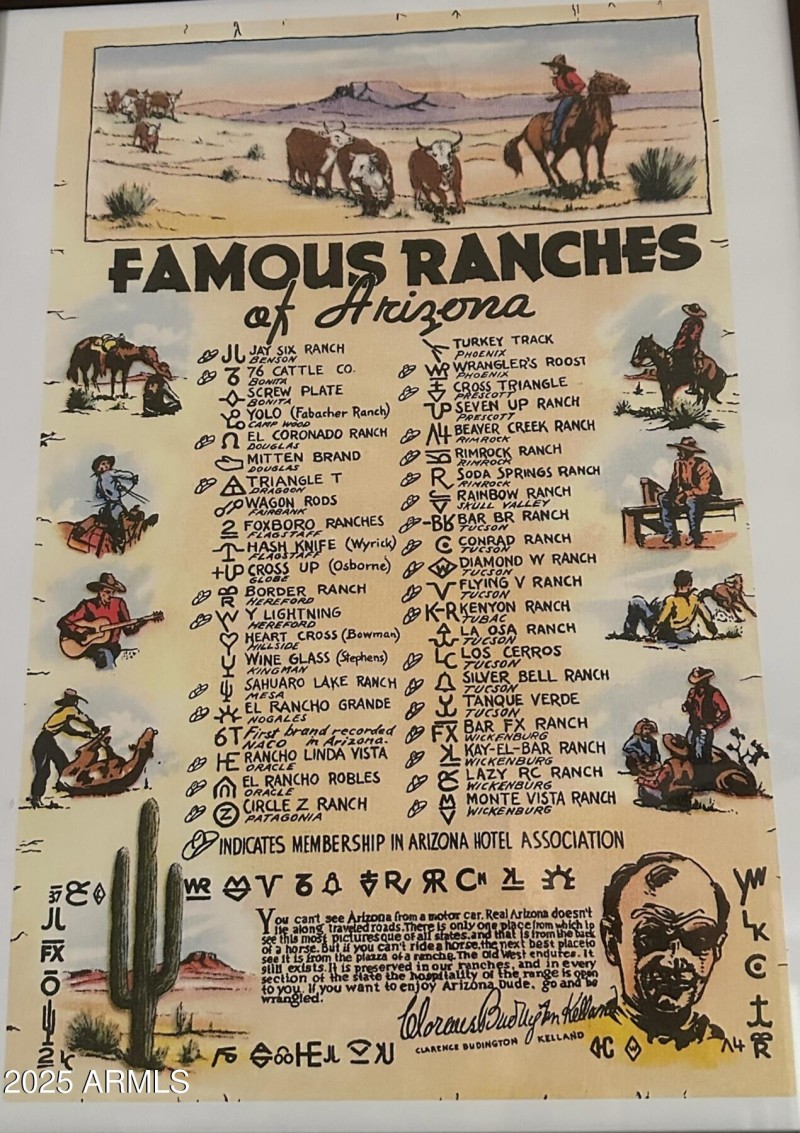 FAMOUS RANCHES
of Arizona
JAY SIX RANCH
BENSON
76 CATTLE CO.
BONITA
SCREW PLATE
BONITA
YOLO (Fabacher Ranch)
CAMP WOOD
EL CORONADO RANCH
DOUGLAS
MITTEN BRAND
DOUGLAS
TRIANGLE T
DRAGOON
WAGON RODS
FAIRBANK
FOXBORO RANCHES
FLAGSTAFF
HASH KNIFE (Wyrick)
FLAGSTAFF
CROSS UP (Osborne)
GLOBE
BORDER RANCH
HEREFORD
Y LIGHTNING
HEREFORD
HEART CROSS (Bowman)
HILLSIDE
WINE GLASS (Stephens)
KINGMAN
SAHUARO LAKE RANCH
MESA
EL RANCHO GRANDE
NOGALES
6T First brand recorded
NACO in Arizona.
RANCHO LINDA VISTA
ORACLE
EL RANCHO ROBLES
ORACLE
Z CIRCLE Z RANCH
PATAGONIA
TURKEY TRACK
PHOENIX
WR WRANGLER'S ROOST
PHOENIX
CROSS TRIANGLE
PRESCOTT
SEVEN UP RANCH
PRESCOTT
BEAVER CREEK RANCH
RIMROCK
RIMROCK RANCH
RIMROCK
SODA SPRINGS RANCH
RIMROCK
RAINBOW RANCH
SKULL VALLEY
-BR BAR BR RANCH
TUCSON
C CONRAD RANCH
TUCSON
W DIAMOND W RANCH
TUCSON
V FLYING V RANCH
TUCSON
K-R KENYON RANCH
TUBAC
LA OSA RANCH
TUCSON
LC LOS CERROS
TUCSON
SILVER BELL RANCH
TUCSON
TANQUE VERDE
TUCSON
FX BAR FX RANCH
WICKENBURG
KAY-EL-BAR RANCH
WICKENBURG
LAZY RC RANCH
WICKENBURG
MONTE VISTA RANCH
WICKENBURG
INDICATES MEMBERSHIP IN ARIZONA HOTEL ASSOCIATION
You can't see Arizona from a motor car. Real Arizona doesn't
lie along traveled roads. There is only one place from which to
see this most picturesque of all states, and that is from the back
of a horse. But if you can't ride a horse, the next best place to
see it is from the plazza of a ranche. The Old West endures. It
still exists. It is preserved in our ranches, and in every
section of the state the hospitality of the range is open
to you. If you want to enjoy Arizona, Dude, go and be
wrangled.
Clarence Budington Kelland
CLARENCE BUDINGTON KELLAND
2025 ARMLS